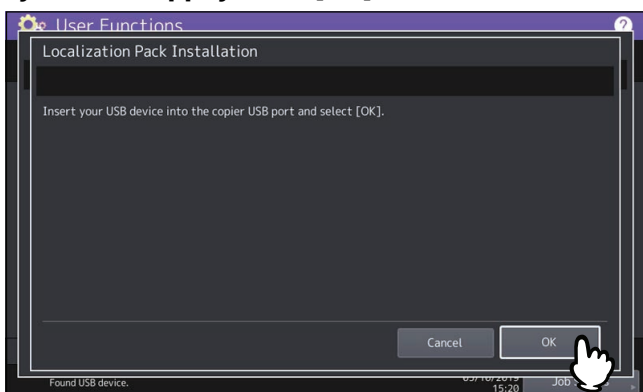 User Functions
?
Localization Pack Installation
Insert your USB device into the copier USB port and select [OK].
Cancel
OK
Found USB device.
15:20
Job